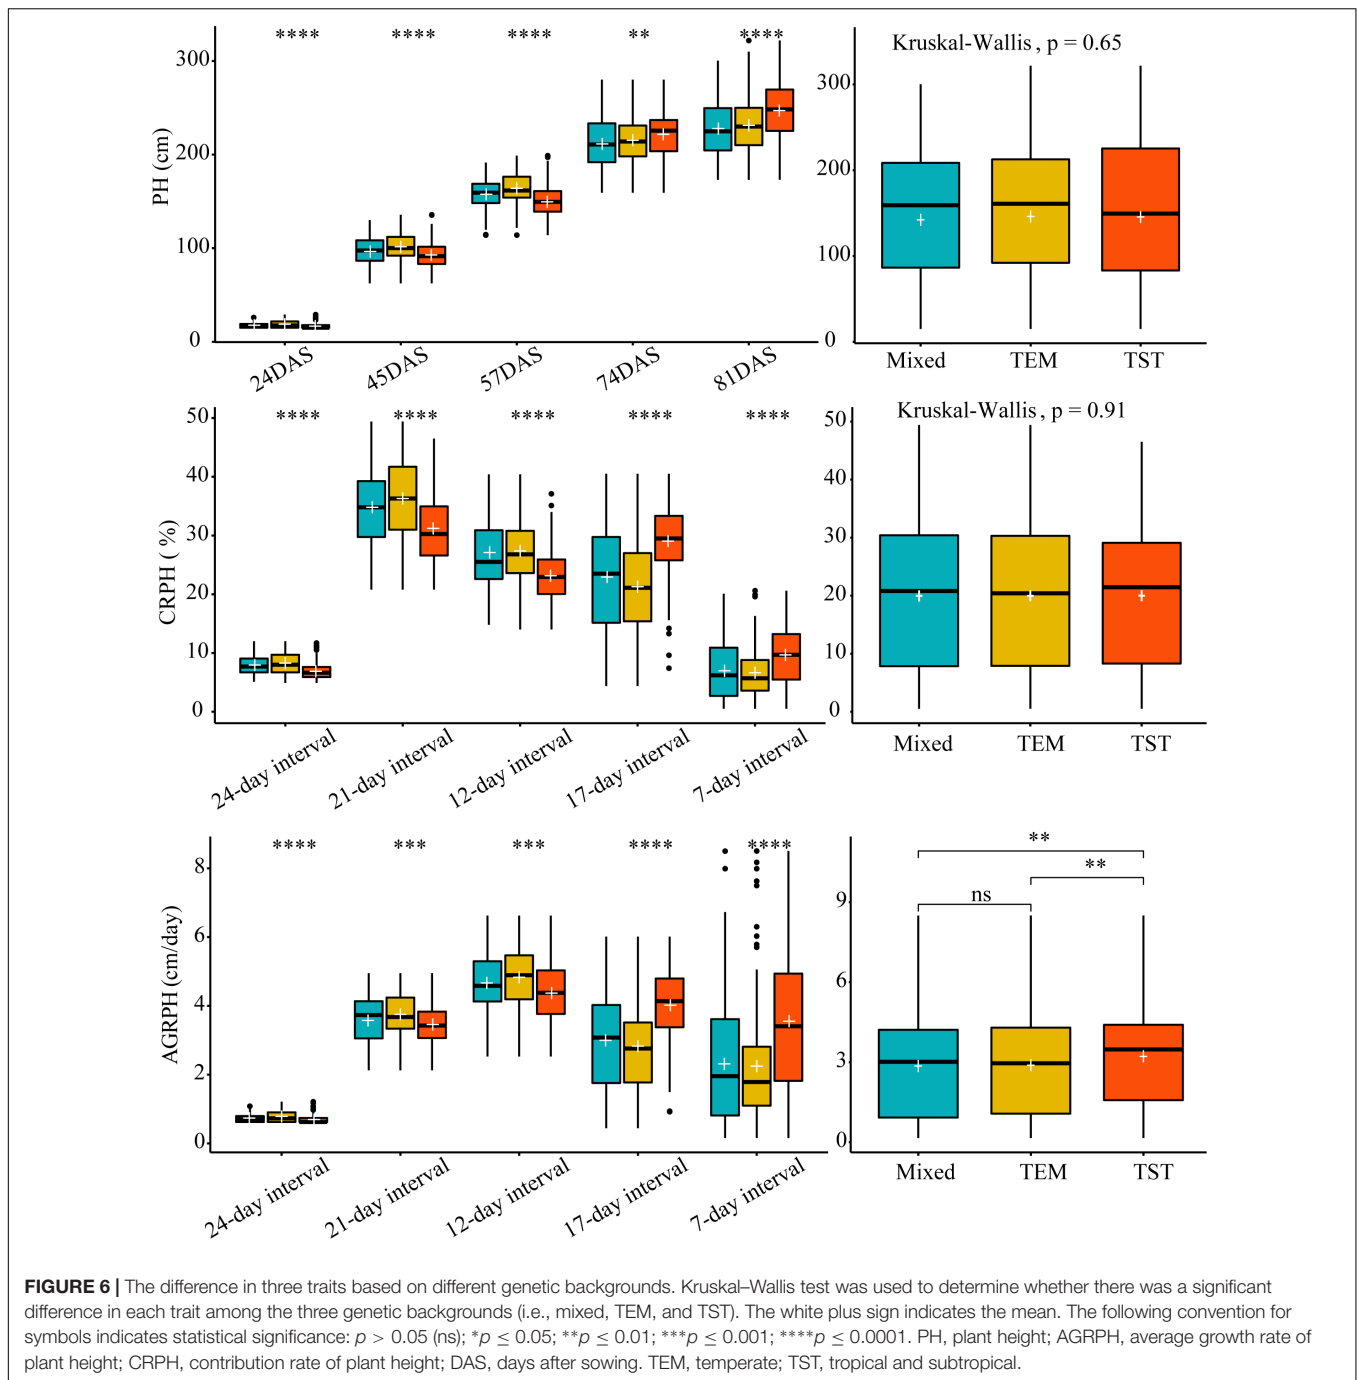 **** **** **** ** ****
Kruskal-Wallis , p = 0.65
PH (cm)
300
200
100
0
300
200
100
0
24DAS 45DAS 57DAS 74DAS 81DAS
Mixed TEM TST
**** **** **** **** ****
Kruskal-Wallis , p = 0.91
CRPH ( %)
50
40
30
20
10
0
50
40
30
20
10
0
24-day interval 21-day interval 12-day interval 17-day interval 7-day interval
Mixed TEM TST
**** *** *** **** ****
**
**
ns
AGRPH (cm/day)
8
6
4
2
0
9
6
3
0
24-day interval 21-day interval 12-day interval 17-day interval 7-day interval
Mixed TEM TST
FIGURE 6 | The difference in three traits based on different genetic backgrounds. Kruskal–Wallis test was used to determine whether there was a significant
difference in each trait among the three genetic backgrounds (i.e., mixed, TEM, and TST). The white plus sign indicates the mean. The following convention for
symbols indicates statistical significance: p > 0.05 (ns); *p ≤ 0.05; **p ≤ 0.01; ***p ≤ 0.001; ****p ≤ 0.0001. PH, plant height; AGRPH, average growth rate of
plant height; CRPH, contribution rate of plant height; DAS, days after sowing. TEM, temperate; TST, tropical and subtropical.